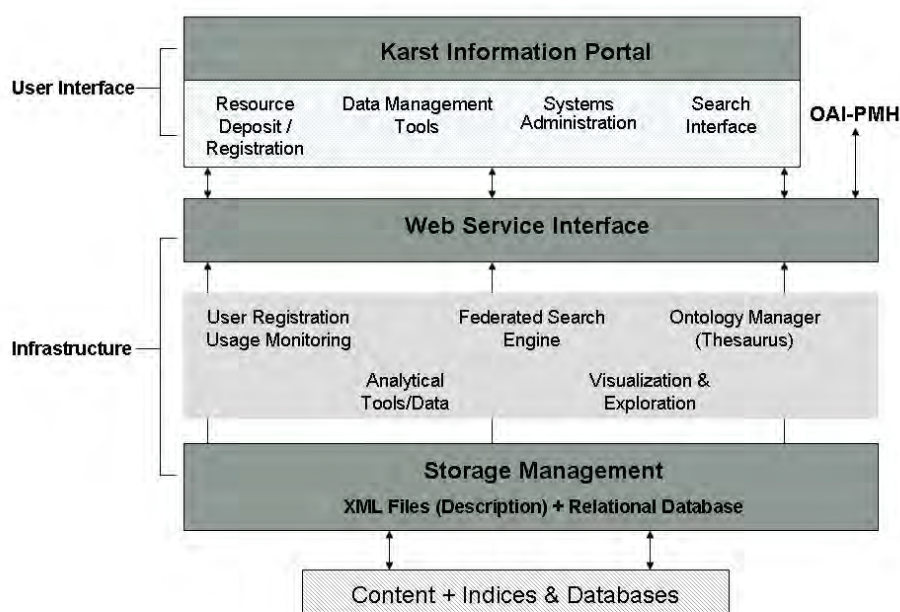 Karst Information Portal
User Interface
Resource
Deposit /
Registration
Data Management
Tools
Systems
Administration
Search
Interface
OAI-PMH
Web Service Interface
Infrastructure
User Registration
Usage Monitoring
Federated Search
Engine
Ontology Manager
(Thesaurus)
Analytical
Tools/Data
Visualization &
Exploration
Storage Management
XML Files (Description) + Relational Database
Content + Indices & Databases